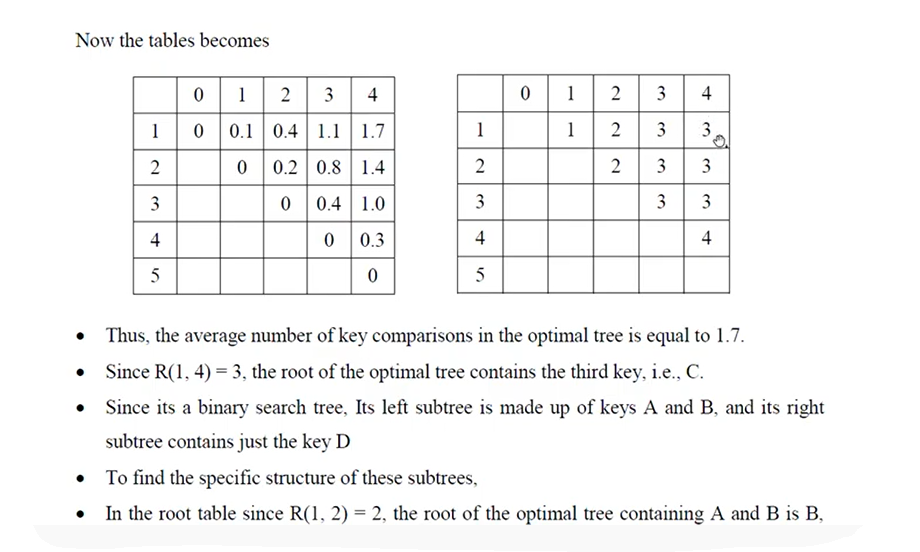 Now the tables becomes
0 1 2 3 4
1 0 0.1 0.4 1.1 1.7
2 0 0.2 0.8 1.4
3 0 0.4 1.0
4 0 0.3
5 0
0 1 2 3 4
1 1 2 3 3
2 2 3 3
3 3 3
4 4
5
• Thus, the average number of key comparisons in the optimal tree is equal to 1.7.
• Since R(1, 4) = 3, the root of the optimal tree contains the third key, i.e., C.
• Since its a binary search tree, Its left subtree is made up of keys A and B, and its right
subtree contains just the key D
• To find the specific structure of these subtrees,
• In the root table since R(1, 2) = 2, the root of the optimal tree containing A and B is B,